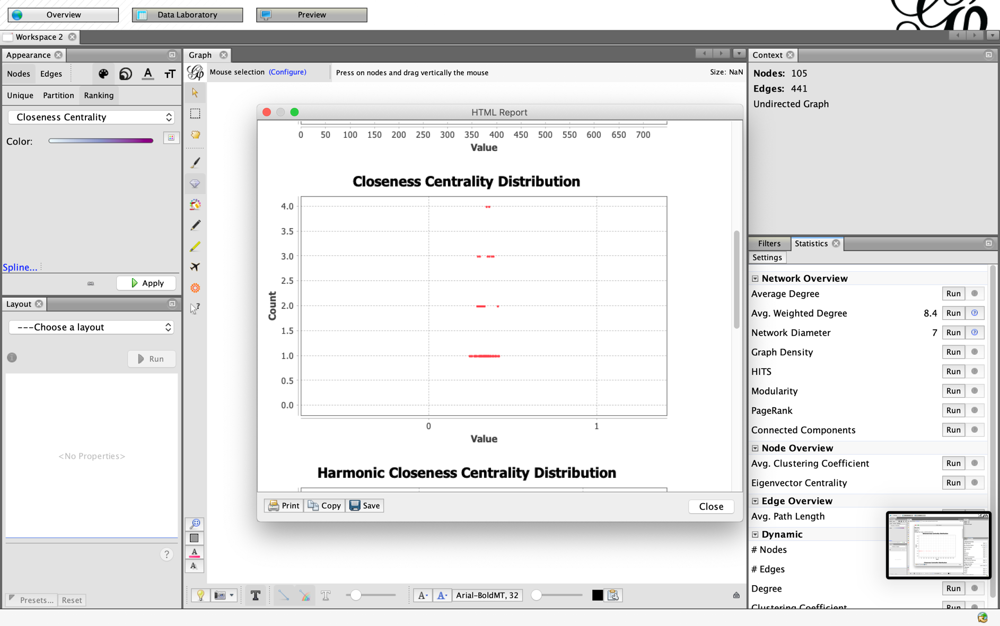 Overview
Data Laboratory
Preview
Workspace 2
Appearance
Nodes Edges
Unique Partition Ranking
Closeness Centrality
Color:
Spline...
Apply
Layout
---Choose a layout
Run
<No Properties>
?
Presets... Reset
Graph
Mouse selection (Configure)
Press on nodes and drag vertically the mouse
Size: NaN
HTML Report
0 50 100 150 200 250 300 350 400 450 500 550 600 650 700
Value
Closeness Centrality Distribution
4.0
3.5
3.0
2.5
2.0
1.5
1.0
0.5
0.0
Count
0 1
Value
Harmonic Closeness Centrality Distribution
Print Copy Save
Close
Arial-BoldMT, 32
Context
Nodes: 105
Edges: 441
Undirected Graph
Filters Statistics
Settings
Network Overview
Average Degree Run
Avg. Weighted Degree 8.4 Run
Network Diameter 7 Run
Graph Density Run
HITS Run
Modularity Run
PageRank Run
Connected Components Run
Node Overview
Avg. Clustering Coefficient Run
Eigenvector Centrality Run
Edge Overview
Avg. Path Length
Dynamic
# Nodes
# Edges
Degree Run
Clustering Coefficient Run